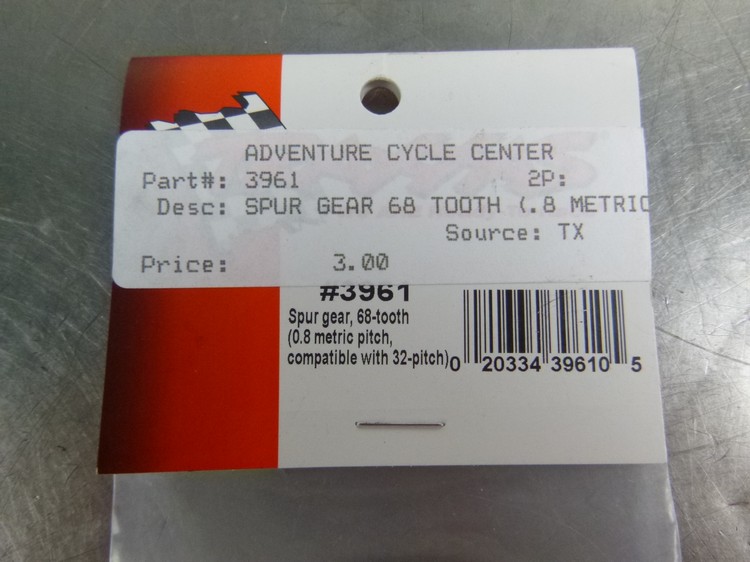 ADVENTURE CYCLE CENTER
Part#: 3961 2P:
Desc: SPUR GEAR 68 TOOTH (.8 METRIC
Source: TX
Price: 3.00
#3961
Spur gear, 68-tooth
(0.8 metric pitch,
compatible with 32-pitch)
0 20334 39610 5